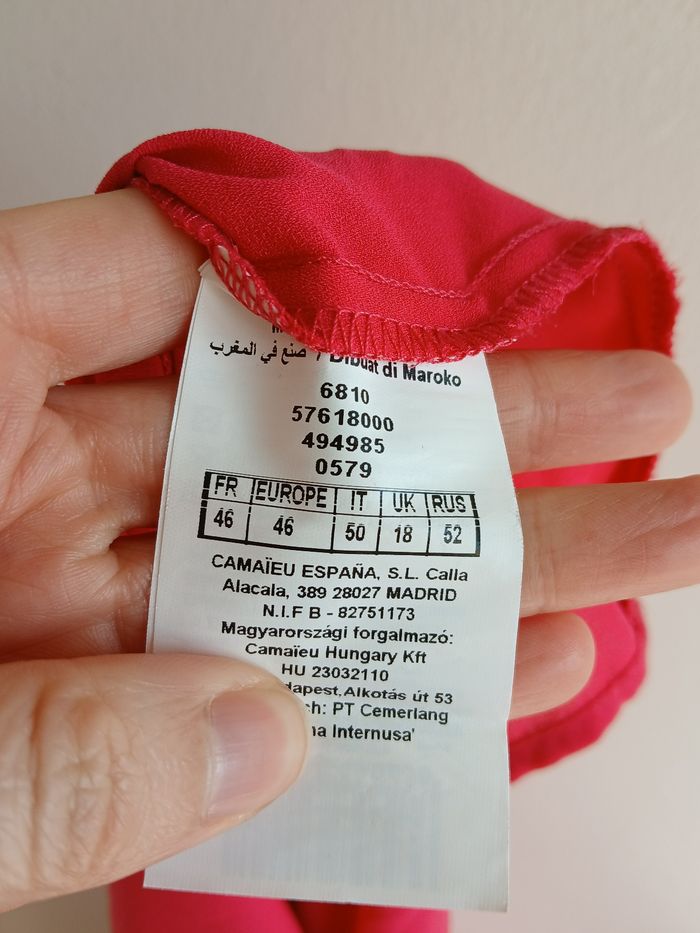 صنع في المغرب / Dibuat di Maroko
6810
57618000
494985
0579
FR EUROPE IT UK RUS
46 46 50 18 52
CAMAÏEU ESPAÑA, S.L. Calla
Alacala, 389 28027 MADRID
N.I.F B - 82751173
Magyarországi forgalmazó:
Camaïeu Hungary Kft
HU 23032110
dapest,Alkotás út 53
: PT Cemerlang
Internusa'